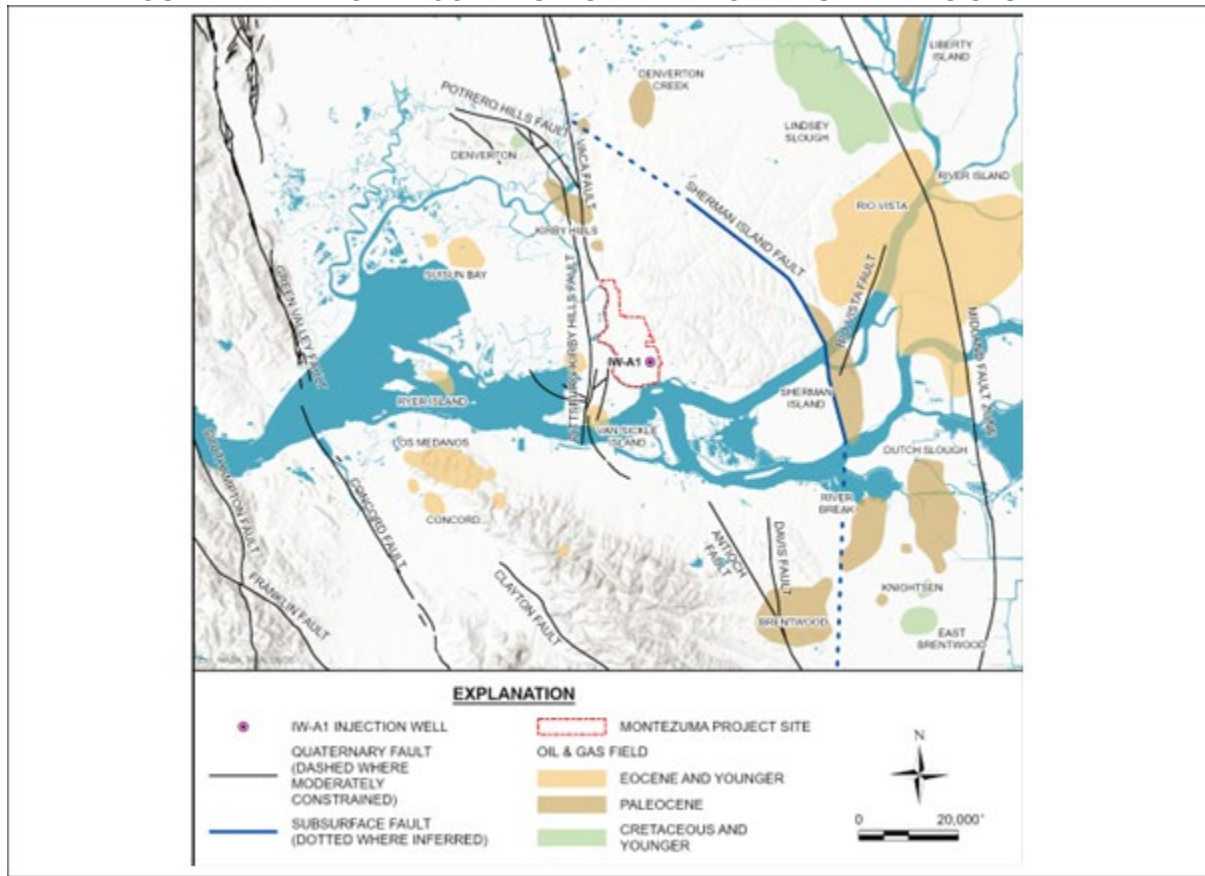 LIBERTY
ISLAND
DENVERTON
CREEK
POTRERO HILLS FAULT
LINDSEY
SLOUGH
DENVERTON
VACA FAULT
RIVER ISLAND
SHERMAN ISLAND FAULT
RIO VISTA
KIRBY HILLS
SUISUN BAY
GREEN VALLEY FAULT
PITTSBURG-KIRBY HILLS FAULT
RIO VISTA FAULT
MIDLAND FAULT ZONE
IW-A1
RYER ISLAND
SHERMAN
ISLAND
VAN SICKLE
ISLAND
LOS MEDANOS
DUTCH SLOUGH
SOUTHAMPTON FAULT
CONCORD FAULT
RIVER
BREAK
CONCORD
ANTIOCH
FAULT
DAVIS FAULT
FRANKLIN FAULT
CLAYTON FAULT
KNIGHTSEN
BRENTWOOD
EAST
BRENTWOOD
EXPLANATION
IW-A1 INJECTION WELL
QUATERNARY FAULT
(DASHED WHERE
MODERATELY
CONSTRAINED)
SUBSURFACE FAULT
(DOTTED WHERE INFERRED)
MONTEZUMA PROJECT SITE
OIL & GAS FIELD
EOCENE AND YOUNGER
PALEOCENE
CRETACEOUS AND
YOUNGER
N
0 20,000'